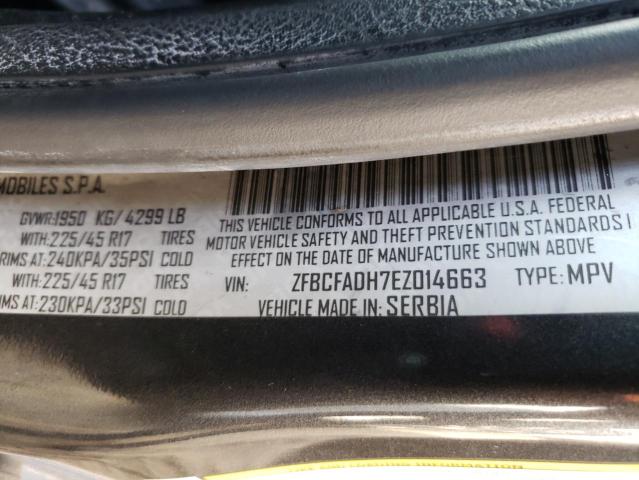 MOBILES S.P.A.
GVWR:1950 KG/ 4299 LB
WITH:225/45 R17 TIRES
RIMS AT:240KPA/35PSI COLD
WITH:225/45 R17 TIRES
RIMS AT:230KPA/33PSI COLD
THIS VEHICLE CONFORMS TO ALL APPLICABLE U.S.A. FEDERAL
MOTOR VEHICLE SAFETY AND THEFT PREVENTION STANDARDS I
EFFECT ON THE DATE OF MANUFACTURE SHOWN ABOVE.
VIN: ZFBCFADH7EZ014663 TYPE: MPV
VEHICLE MADE IN: SERBIA